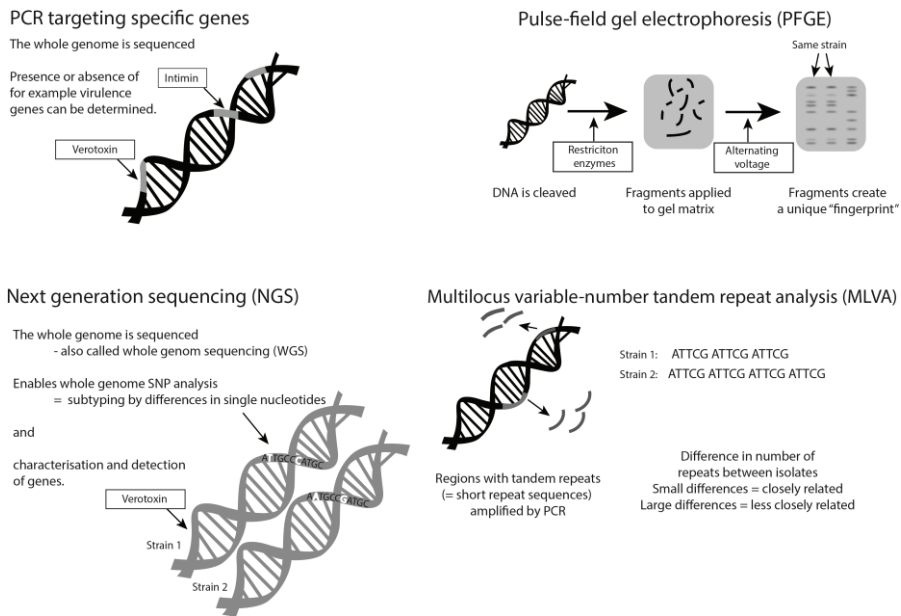 PCR targeting specific genes
The whole genome is sequenced
Presence or absence of
for example virulence
genes can be determined.
Intimin
Verotoxin
Pulse-field gel electrophoresis (PFGE)
Same strain
Restriciton
enzymes
Alternating
voltage
DNA is cleaved
Fragments applied
to gel matrix
Fragments create
a unique "fingerprint"
Next generation sequencing (NGS)
The whole genome is sequenced
- also called whole genom sequencing (WGS)
Enables whole genome SNP analysis
= subtyping by differences in single nucleotides
and
characterisation and detection
of genes.
Verotoxin
Strain 1
Strain 2
Multilocus variable-number tandem repeat analysis (MLVA)
Strain 1: ATTCG ATTCG ATTCG
Strain 2: ATTCG ATTCG ATTCG ATTCG
Regions with tandem repeats
(= short repeat sequences)
amplified by PCR
Difference in number of
repeats between isolates
Small differences = closely related
Large differences = less closely related